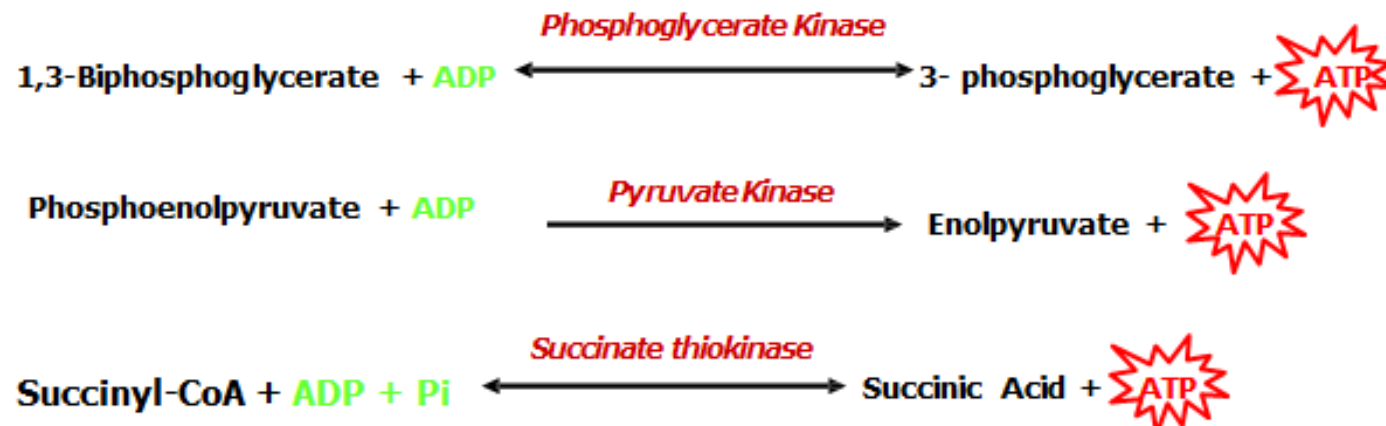 Phosphoglycerate Kinase
1,3-Biphosphoglycerate + ADP 3- phosphoglycerate + ATP
Pyruvate Kinase
Phosphoenolpyruvate + ADP Enolpyruvate + ATP
Succinate thiokinase
Succinyl-CoA + ADP + Pi Succinic Acid + ATP